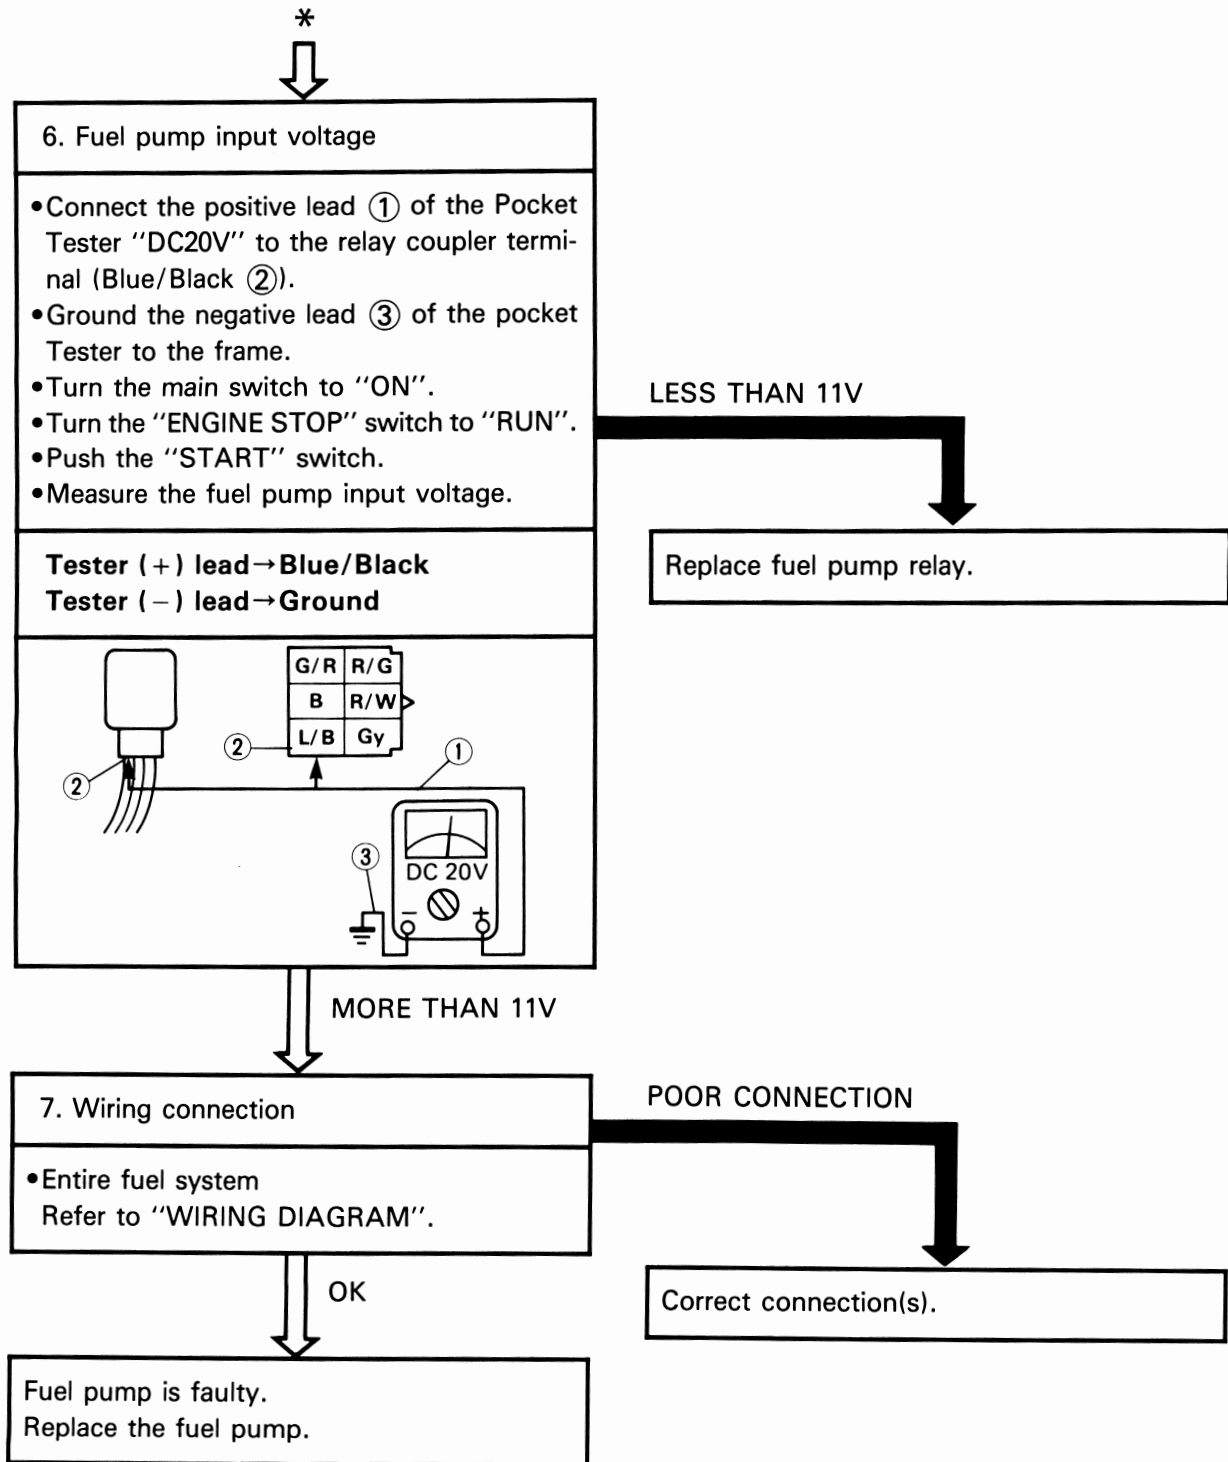 *
6. Fuel pump input voltage
•Connect the positive lead ① of the Pocket
Tester "DC20V" to the relay coupler termi-
nal (Blue/Black ②).
•Ground the negative lead ③ of the pocket
Tester to the frame.
•Turn the main switch to "ON".
•Turn the "ENGINE STOP" switch to "RUN".
•Push the "START" switch.
•Measure the fuel pump input voltage.
LESS THAN 11V
Replace fuel pump relay.
Tester (+) lead→Blue/Black
Tester (−) lead→Ground
G/R R/G
B R/W
L/B Gy
②
①
②
③
DC 20V
− +
MORE THAN 11V
7. Wiring connection
•Entire fuel system
Refer to "WIRING DIAGRAM".
POOR CONNECTION
Correct connection(s).
OK
Fuel pump is faulty.
Replace the fuel pump.